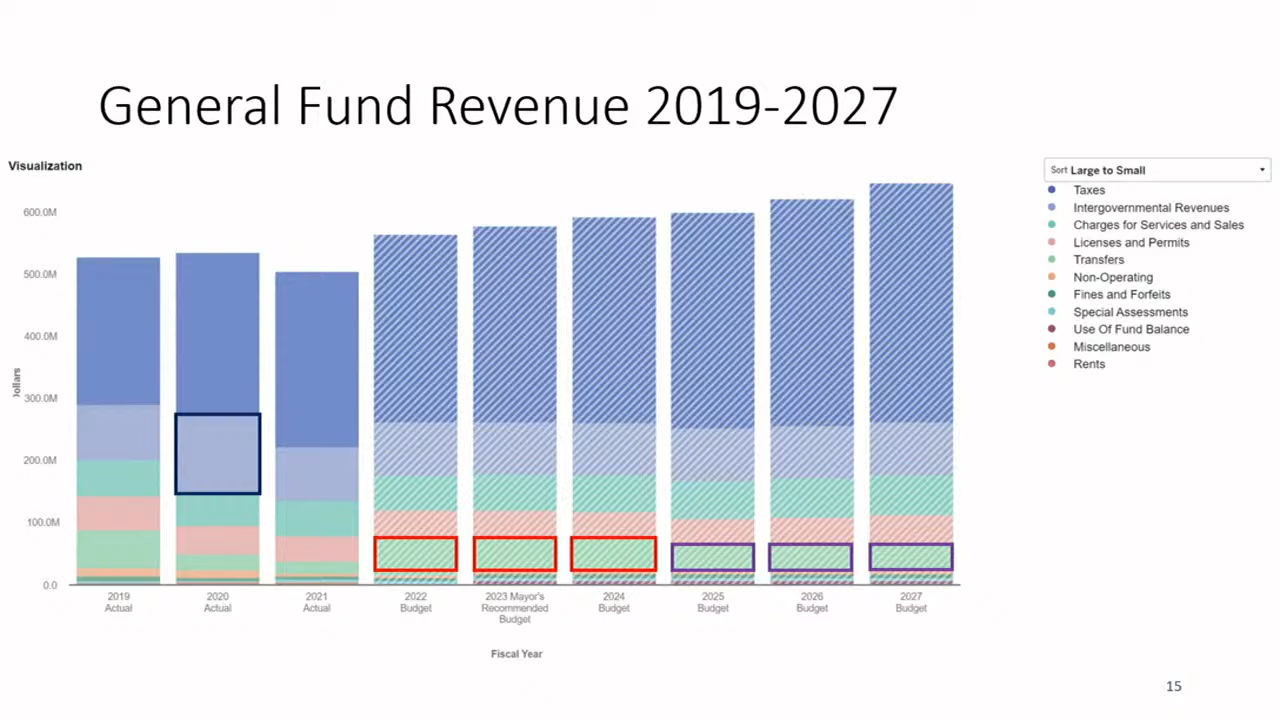 General Fund Revenue 2019-2027
Visualization
Sort Large to Small
Taxes
Intergovernmental Revenues
Charges for Services and Sales
Licenses and Permits
Transfers
Non-Operating
Fines and Forfeits
Special Assessments
Use Of Fund Balance
Miscellaneous
Rents
600.0M
500.0M
400.0M
300.0M
200.0M
100.0M
0.0
Dollars
2019
Actual
2020
Actual
2021
Actual
2022
Budget
2023 Mayor's
Recommended
Budget
2024
Budget
2025
Budget
2026
Budget
2027
Budget
Fiscal Year
15